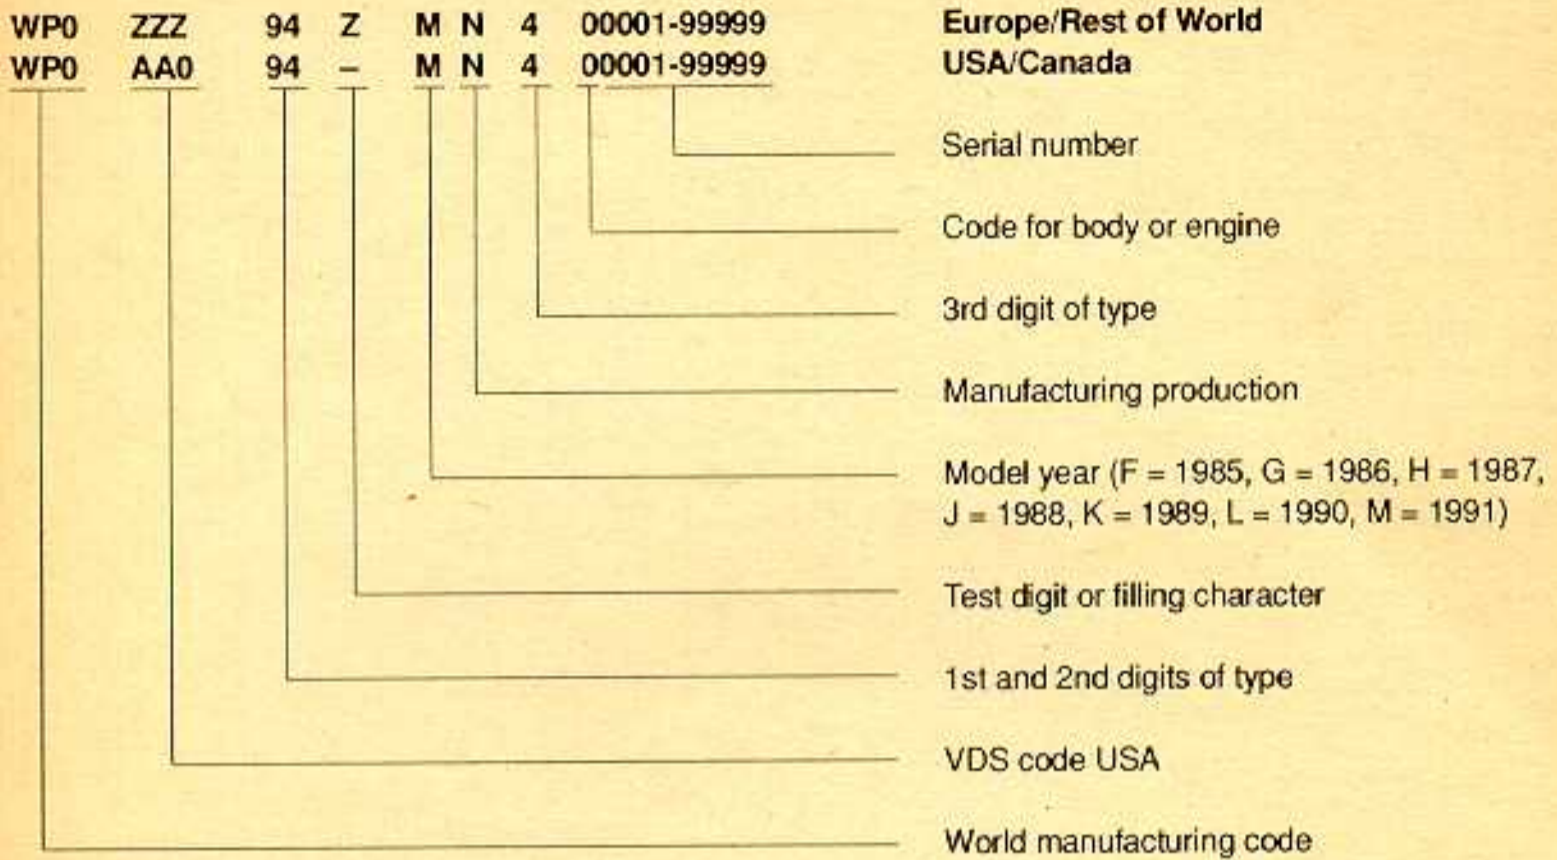 WP0 ZZZ 94 Z M N 4 00001-99999 Europe/Rest of World
WP0 AA0 94 – M N 4 00001-99999 USA/Canada
Serial number
Code for body or engine
3rd digit of type
Manufacturing production
Model year (F = 1985, G = 1986, H = 1987,
J = 1988, K = 1989, L = 1990, M = 1991)
Test digit or filling character
1st and 2nd digits of type
VDS code USA
World manufacturing code